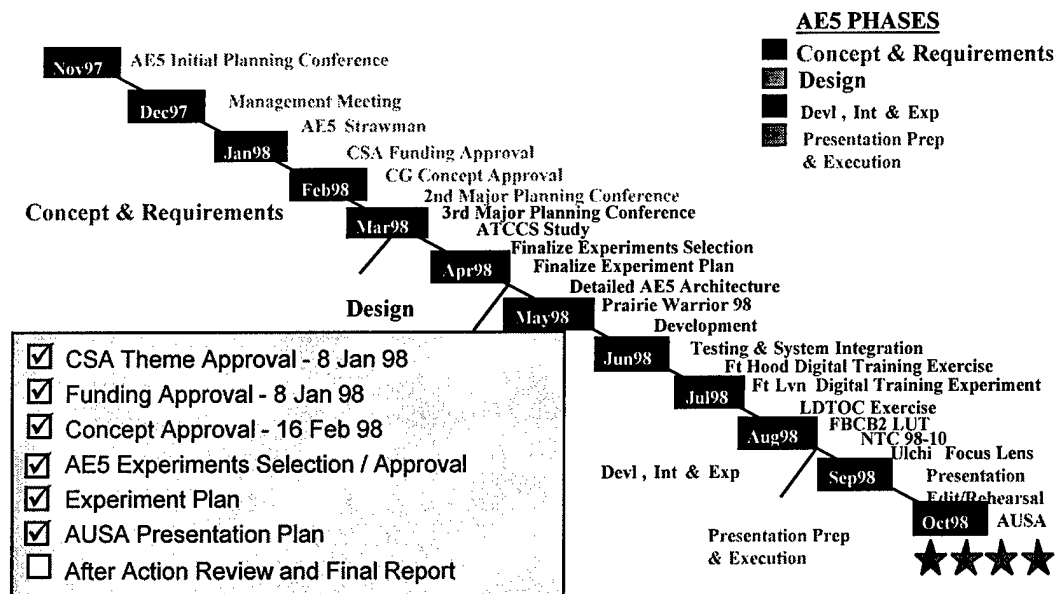 AE5 PHASES
Concept & Requirements
Design
Devl , Int & Exp
Presentation Prep
& Execution
Nov97
AE5 Initial Planning Conference
Dec97
Management Meeting
AE5 Strawman
Jan98
CSA Funding Approval
Feb98
CG Concept Approval
2nd Major Planning Conference
Concept & Requirements
Mar98
3rd Major Planning Conference
ATCCS Study
Finalize Experiments Selection
Apr98
Finalize Experiment Plan
Detailed AE5 Architecture
Design
May98
Prairie Warrior 98
Development
Jun98
Testing & System Integration
Ft Hood Digital Training Exercise
Jul98
Ft Lvn Digital Training Experiment
LDTOC Exercise
FBCB2 LUT
Aug98
NTC 98-10
Ulchi Focus Lens
Devl , Int & Exp
Sep98
Presentation
Edit/Rehearsal
Oct98
AUSA
Presentation Prep
& Execution
CSA Theme Approval - 8 Jan 98
Funding Approval - 8 Jan 98
Concept Approval - 16 Feb 98
AE5 Experiments Selection / Approval
Experiment Plan
AUSA Presentation Plan
After Action Review and Final Report